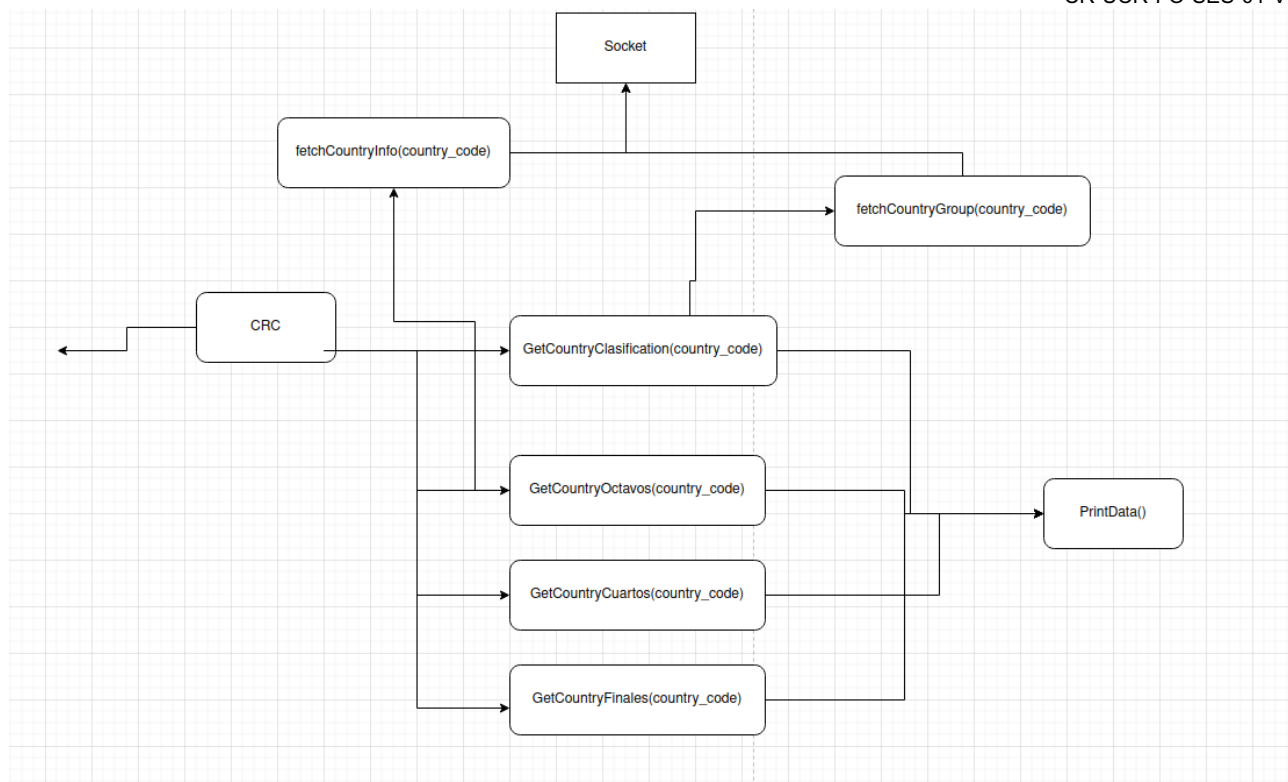 Socket
fetchCountryInfo(country_code)
fetchCountryGroup(country_code)
CRC
GetCountryClasification(country_code)
GetCountryOctavos(country_code)
PrintData()
GetCountryCuartos(country_code)
GetCountryFinales(country_code)